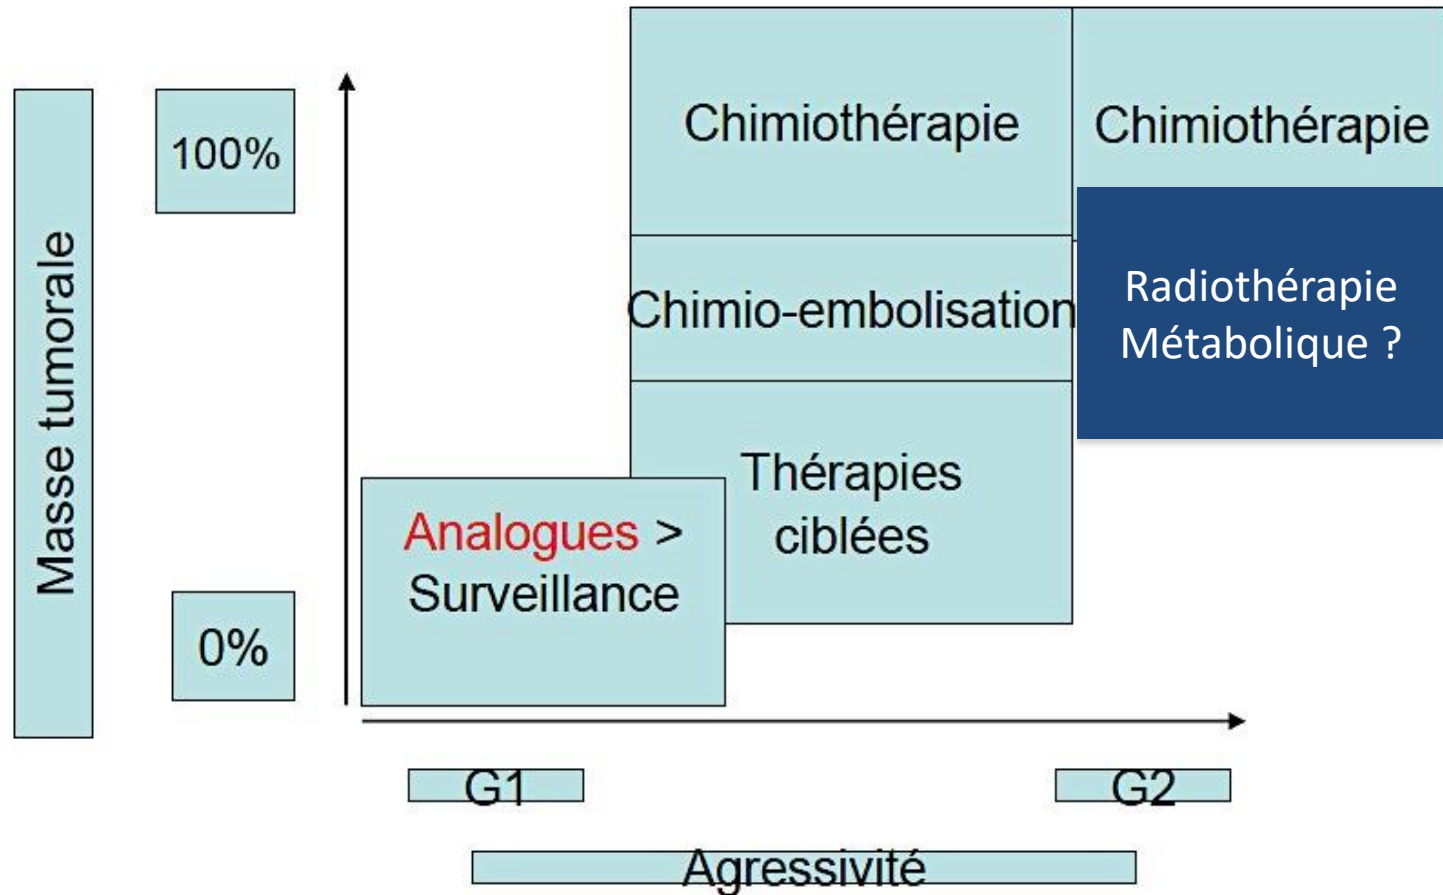 Masse tumorale
100%
0%
Chimiothérapie
Chimiothérapie
Chimio-embolisation
Radiothérapie
Métabolique ?
Thérapies
ciblées
Analogues >
Surveillance
G1
G2
Agressivité